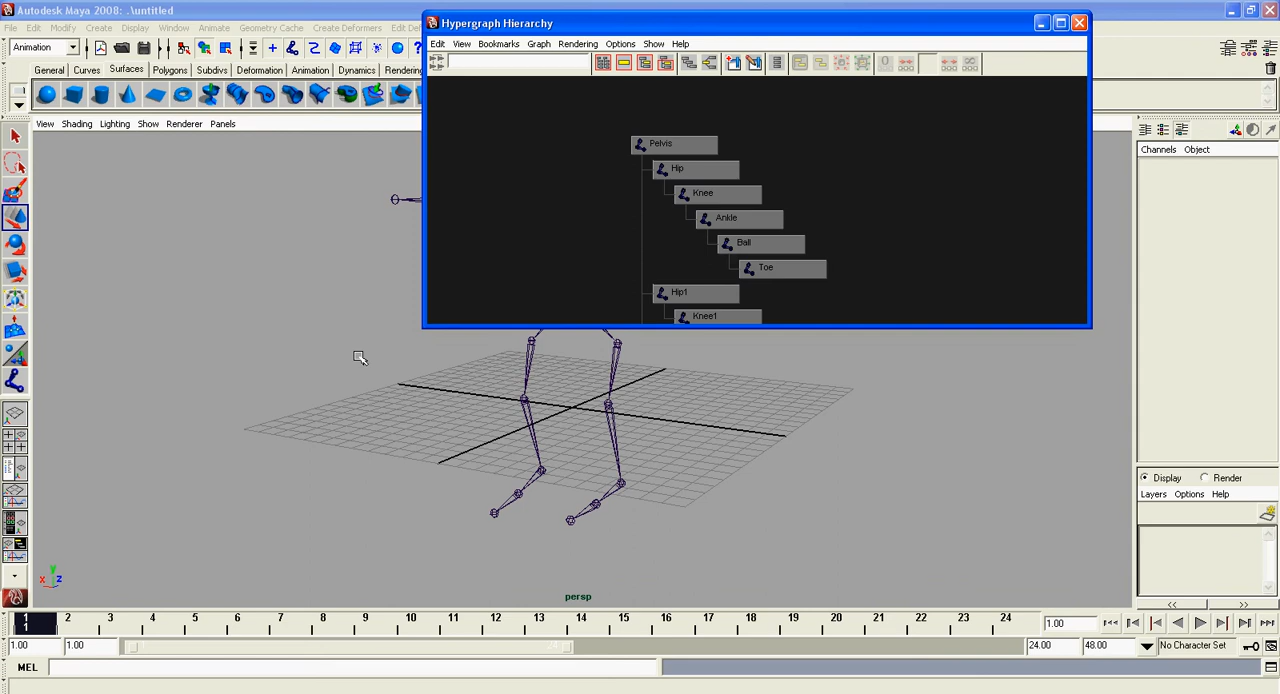 Autodesk Maya 2008: .\untitled
Hypergraph Hierarchy
File Edit Modify Create Display Window Animate Geometry Cache Create Deformers Edit Def
Edit View Bookmarks Graph Rendering Options Show Help
Animation
General Curves Surfaces Polygons Subdivs Deformation Animation Dynamics Rendering
View Shading Lighting Show Renderer Panels
Pelvis
Hip
Knee
Ankle
Ball
Toe
Hip1
Knee1
Channels Object
Display Render
Layers Options Help
<< >>
X Y Z
persp
1 2 3 4 5 6 7 8 9 10 11 12 13 14 15 16 17 18 19 20 21 22 23 24
1 1.00
1.00 1.00 24 24.00 48.00 No Character Set
MEL